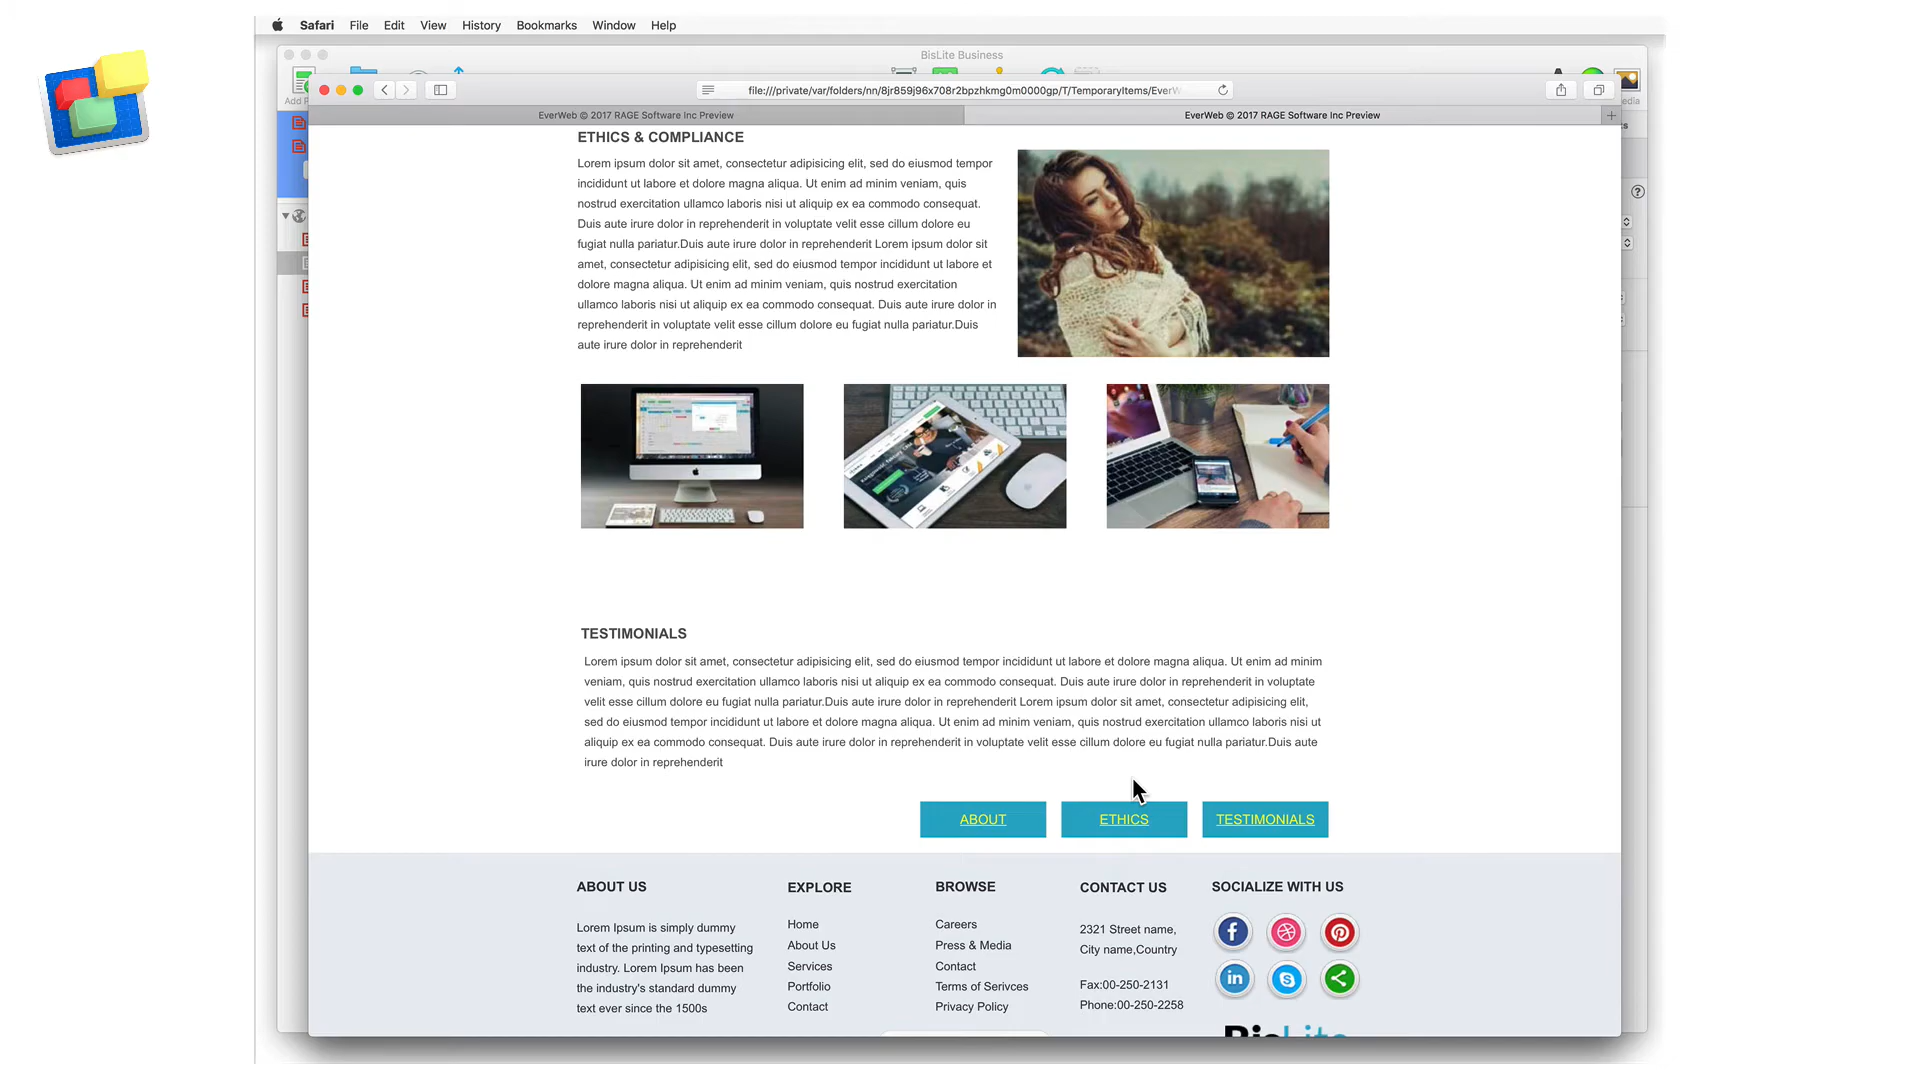 Safari File Edit View History Bookmarks Window Help
BisLite Business
file:///private/var/folders/nn/8jr859j96x708r2bpzhkmg0m0000gp/T/TemporaryItems/EverW
EverWeb © 2017 RAGE Software Inc Preview
EverWeb © 2017 RAGE Software Inc Preview
ETHICS & COMPLIANCE
Lorem ipsum dolor sit amet, consectetur adipisicing elit, sed do eiusmod tempor
incididunt ut labore et dolore magna aliqua. Ut enim ad minim veniam, quis
nostrud exercitation ullamco laboris nisi ut aliquip ex ea commodo consequat.
Duis aute irure dolor in reprehenderit in voluptate velit esse cillum dolore eu
fugiat nulla pariatur.Duis aute irure dolor in reprehenderit Lorem ipsum dolor sit
amet, consectetur adipisicing elit, sed do eiusmod tempor incididunt ut labore et
dolore magna aliqua. Ut enim ad minim veniam, quis nostrud exercitation
ullamco laboris nisi ut aliquip ex ea commodo consequat. Duis aute irure dolor in
reprehenderit in voluptate velit esse cillum dolore eu fugiat nulla pariatur.Duis
aute irure dolor in reprehenderit
TESTIMONIALS
Lorem ipsum dolor sit amet, consectetur adipisicing elit, sed do eiusmod tempor incididunt ut labore et dolore magna aliqua. Ut enim ad minim
veniam, quis nostrud exercitation ullamco laboris nisi ut aliquip ex ea commodo consequat. Duis aute irure dolor in reprehenderit in voluptate
velit esse cillum dolore eu fugiat nulla pariatur.Duis aute irure dolor in reprehenderit Lorem ipsum dolor sit amet, consectetur adipisicing elit,
sed do eiusmod tempor incididunt ut labore et dolore magna aliqua. Ut enim ad minim veniam, quis nostrud exercitation ullamco laboris nisi ut
aliquip ex ea commodo consequat. Duis aute irure dolor in reprehenderit in voluptate velit esse cillum dolore eu fugiat nulla pariatur.Duis aute
irure dolor in reprehenderit
ABOUT
ETHICS
TESTIMONIALS
ABOUT US
Lorem Ipsum is simply dummy
text of the printing and typesetting
industry. Lorem Ipsum has been
the industry's standard dummy
text ever since the 1500s
EXPLORE
Home
About Us
Services
Portfolio
Contact
BROWSE
Careers
Press & Media
Contact
Terms of Serivces
Privacy Policy
CONTACT US
2321 Street name,
City name,Country
Fax:00-250-2131
Phone:00-250-2258
SOCIALIZE WITH US
BisLite